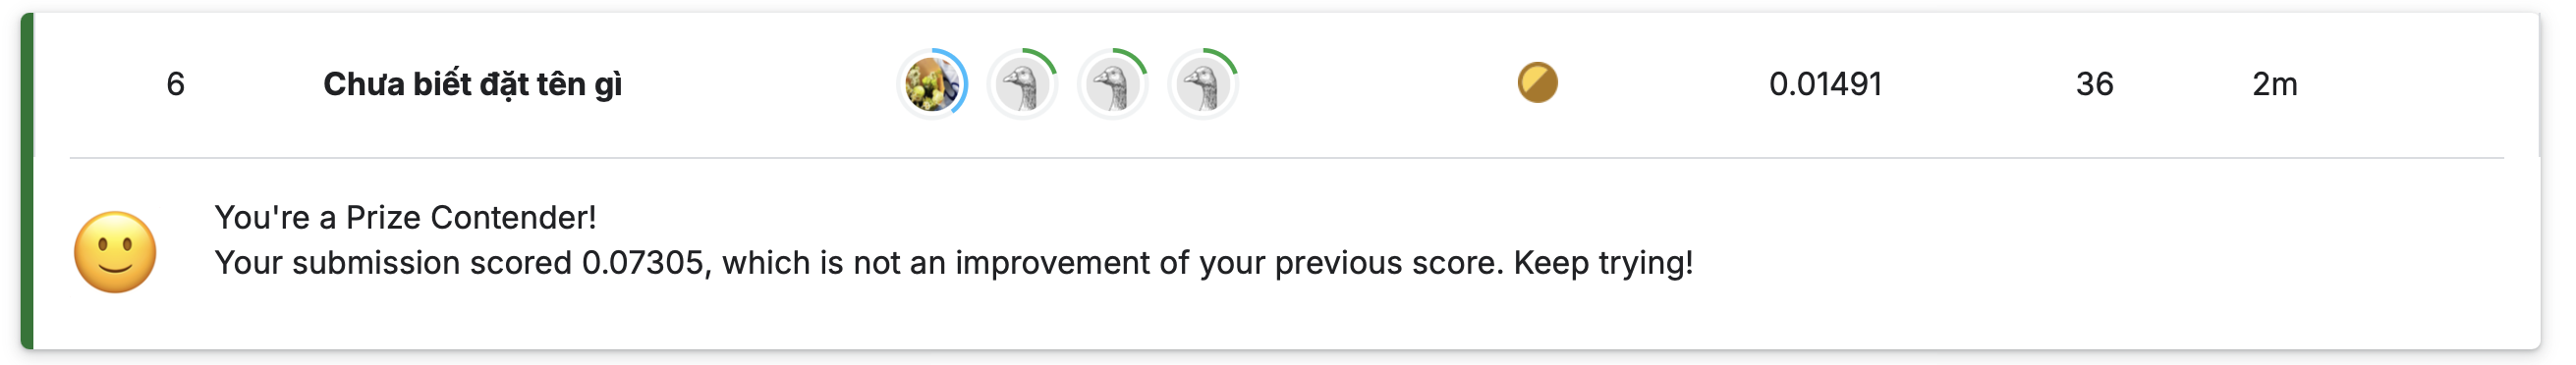 6 Chưa biết đặt tên gì 0.01491 36 2m
You're a Prize Contender!
Your submission scored 0.07305, which is not an improvement of your previous score. Keep trying!